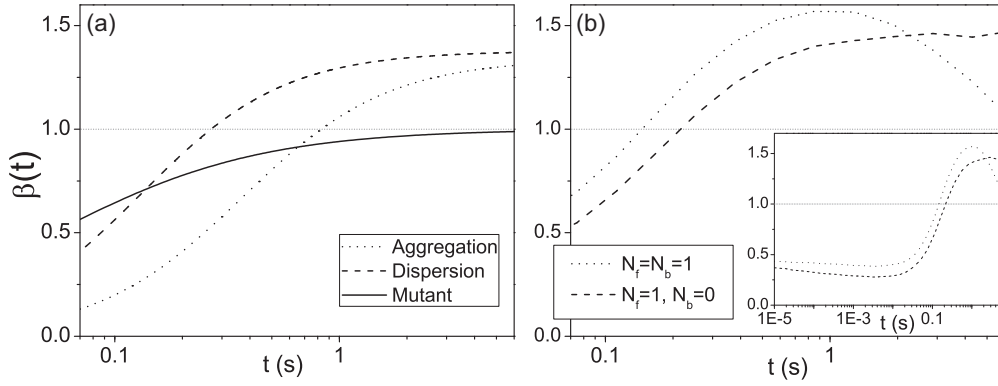 (a)
1.5
1.0
0.5
0.0
β(t)
0.1
1
t (s)
Aggregation
Dispersion
Mutant
(b)
1.5
1.0
0.5
0.0
0.1
1
t (s)
N_f=N_b=1
N_f=1, N_b=0
1.5
1.0
0.5
0.0
1E-5
1E-3
0.1
t (s)